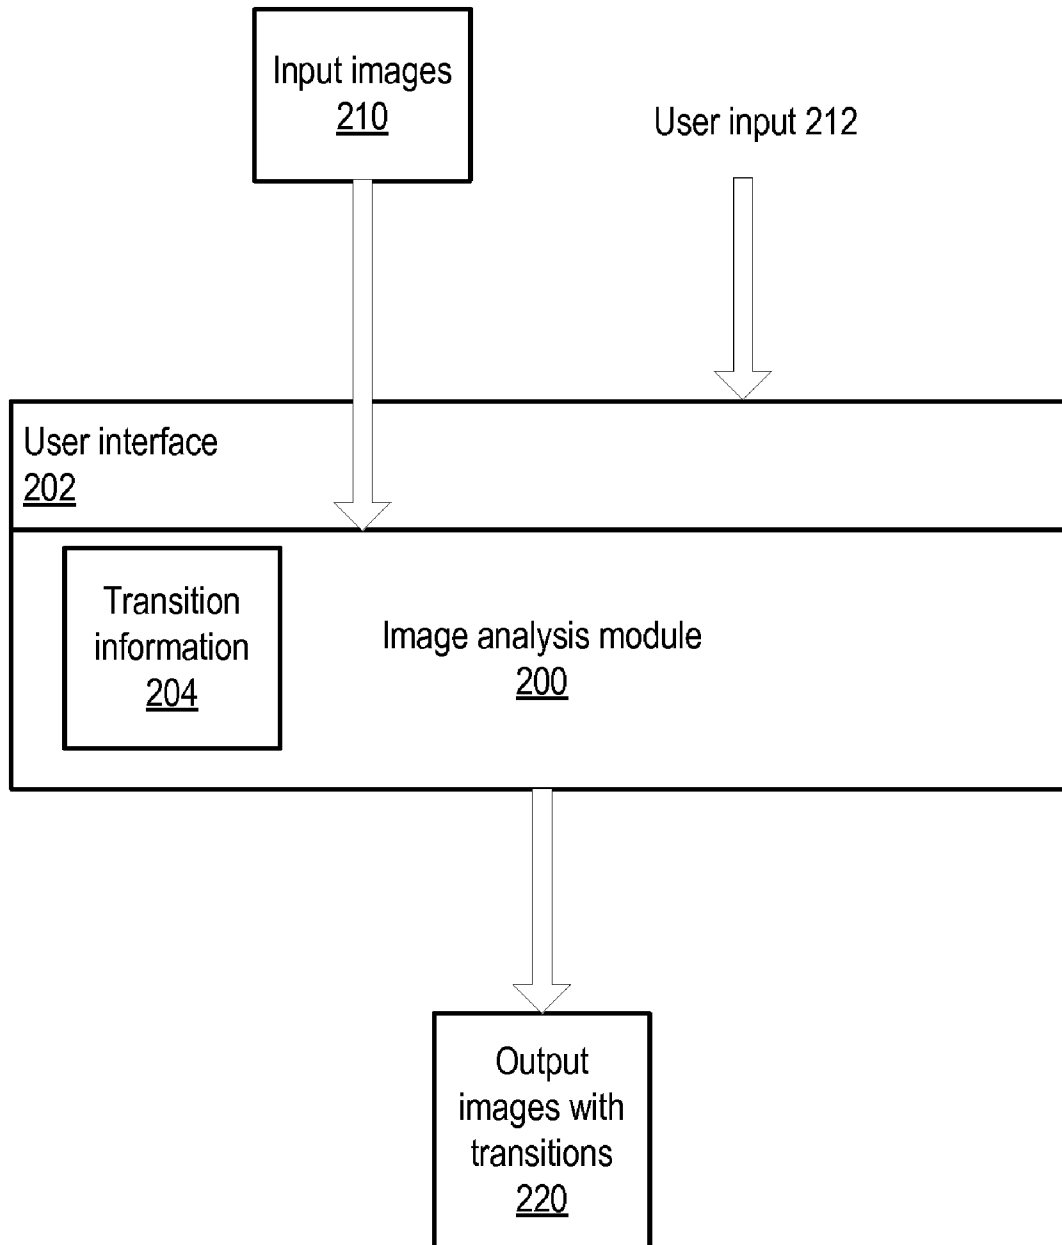 Input images
210
User input 212
User interface
202
Transition
information
204
Image analysis module
200
Output
images with
transitions
220